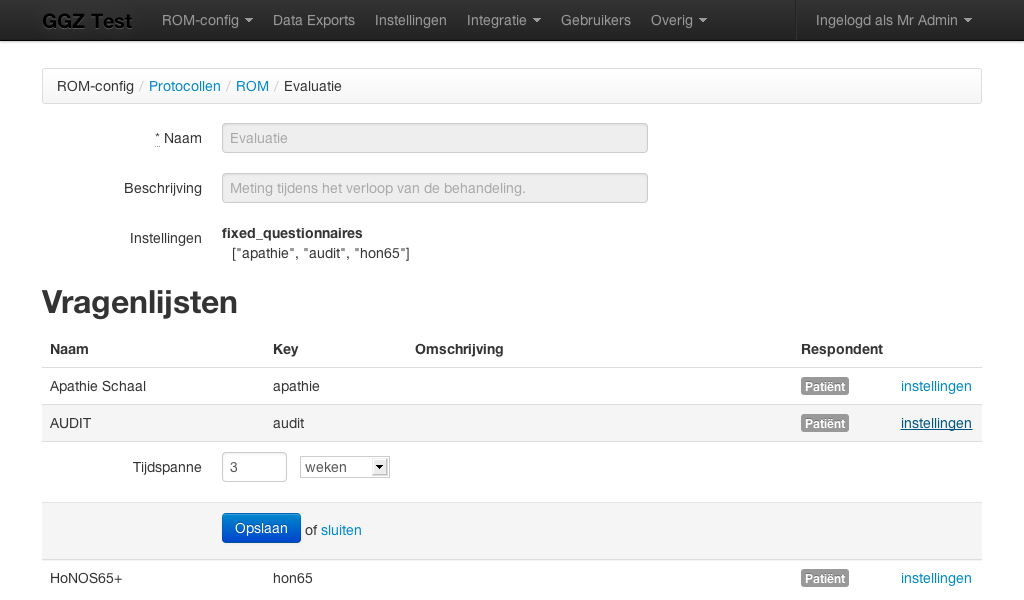 GGZ Test ROM-config Data Exports Instellingen Integratie Gebruikers Overig Ingelogd als Mr Admin
ROM-config / Protocollen / ROM / Evaluatie
* Naam Evaluatie
Beschrijving Meting tijdens het verloop van de behandeling.
Instellingen fixed_questionnaires
["apathie", "audit", "hon65"]
Vragenlijsten
Naam Key Omschrijving Respondent
Apathie Schaal apathie Patiënt instellingen
AUDIT audit Patiënt instellingen
Tijdspanne 3 weken
Opslaan of sluiten
HoNOS65+ hon65 Patiënt instellingen